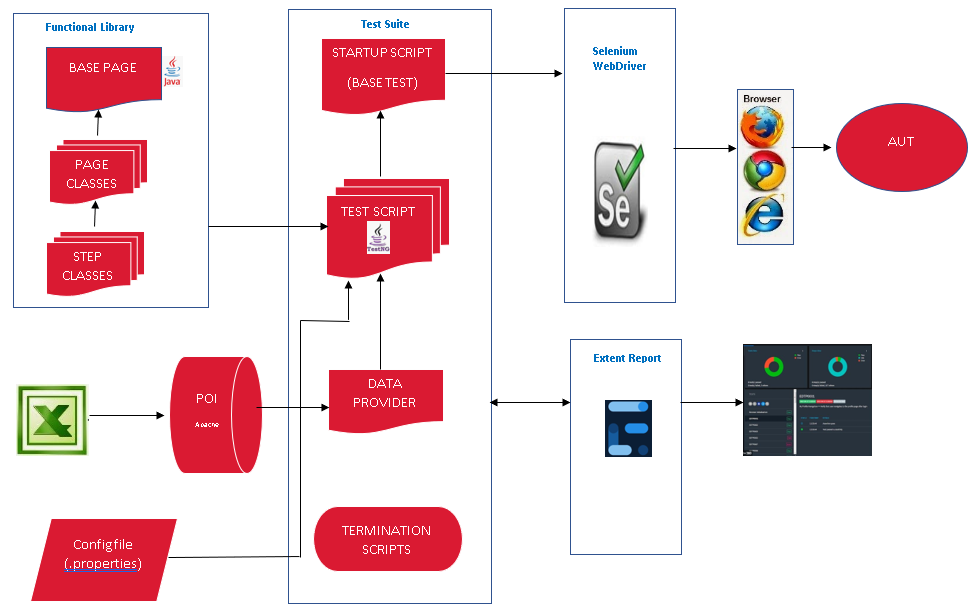 Functional Library
BASE PAGE
Java
PAGE
CLASSES
STEP
CLASSES
Test Suite
STARTUP SCRIPT
(BASE TEST)
TEST SCRIPT
TestNG
DATA
PROVIDER
TERMINATION
SCRIPTS
POI
Apache
Configfile
(.properties)
Selenium
WebDriver
Se
Browser
AUT
Extent Report